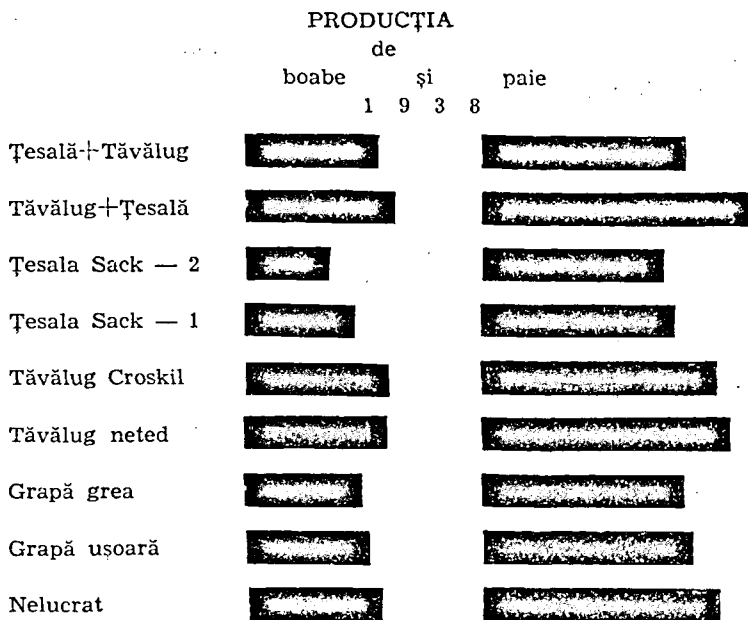 PRODUCȚIA
de
boabe și paie
1 9 3 8
Țesală+Tăvălug
Tăvălug+Țesală
Țesala Sack — 2
Țesala Sack — 1
Tăvălug Croskil
Tăvălug neted
Grapă grea
Grapă ușoară
Nelucrat